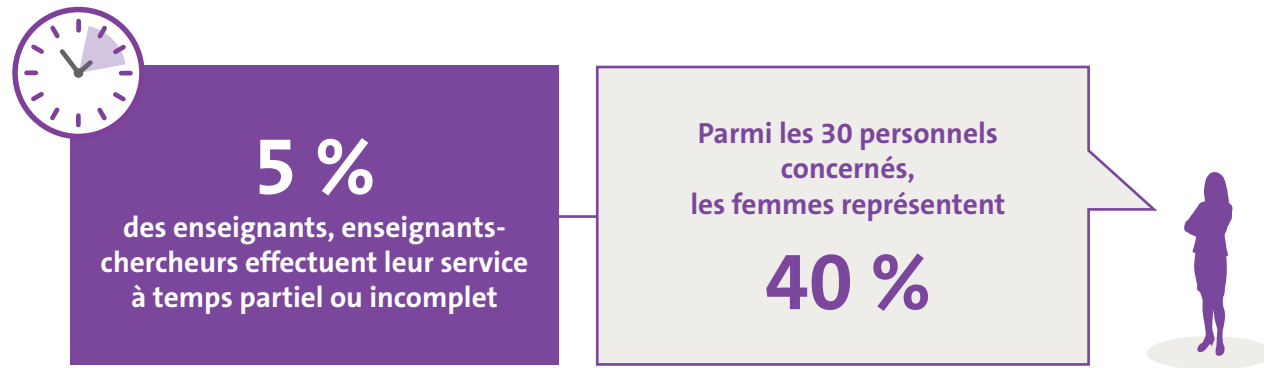 5 %
des enseignants, enseignants-
chercheurs effectuent leur service
à temps partiel ou incomplet
Parmi les 30 personnels
concernés,
les femmes représentent
40 %